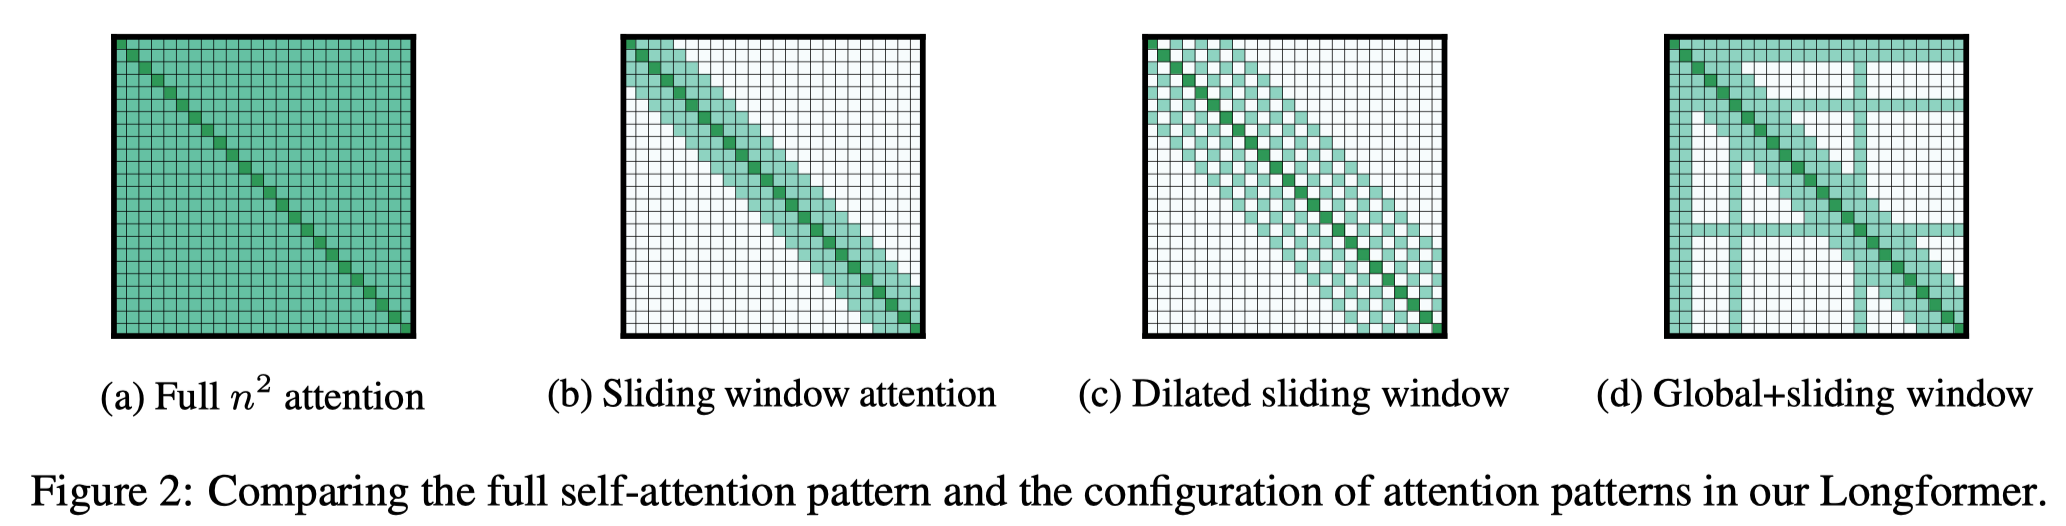 (a) Full n² attention
(b) Sliding window attention
(c) Dilated sliding window
(d) Global+sliding window
Figure 2: Comparing the full self-attention pattern and the configuration of attention patterns in our Longformer.